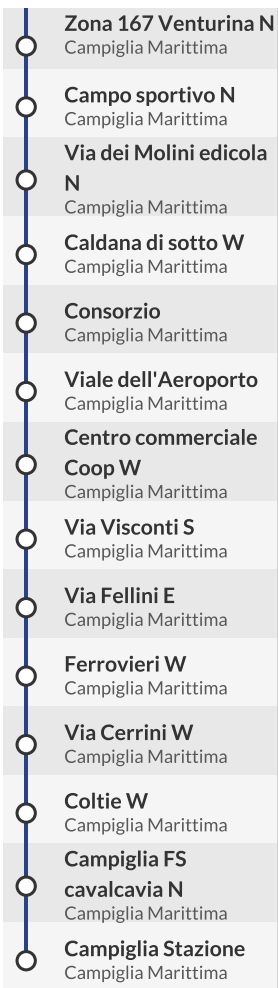 Zona 167 Venturina N
Campiglia Marittima
Campo sportivo N
Campiglia Marittima
Via dei Molini edicola
N
Campiglia Marittima
Caldana di sotto W
Campiglia Marittima
Consorzio
Campiglia Marittima
Viale dell'Aeroporto
Campiglia Marittima
Centro commerciale
Coop W
Campiglia Marittima
Via Visconti S
Campiglia Marittima
Via Fellini E
Campiglia Marittima
Ferrovieri W
Campiglia Marittima
Via Cerrini W
Campiglia Marittima
Coltie W
Campiglia Marittima
Campiglia FS
cavalcavia N
Campiglia Marittima
Campiglia Stazione
Campiglia Marittima